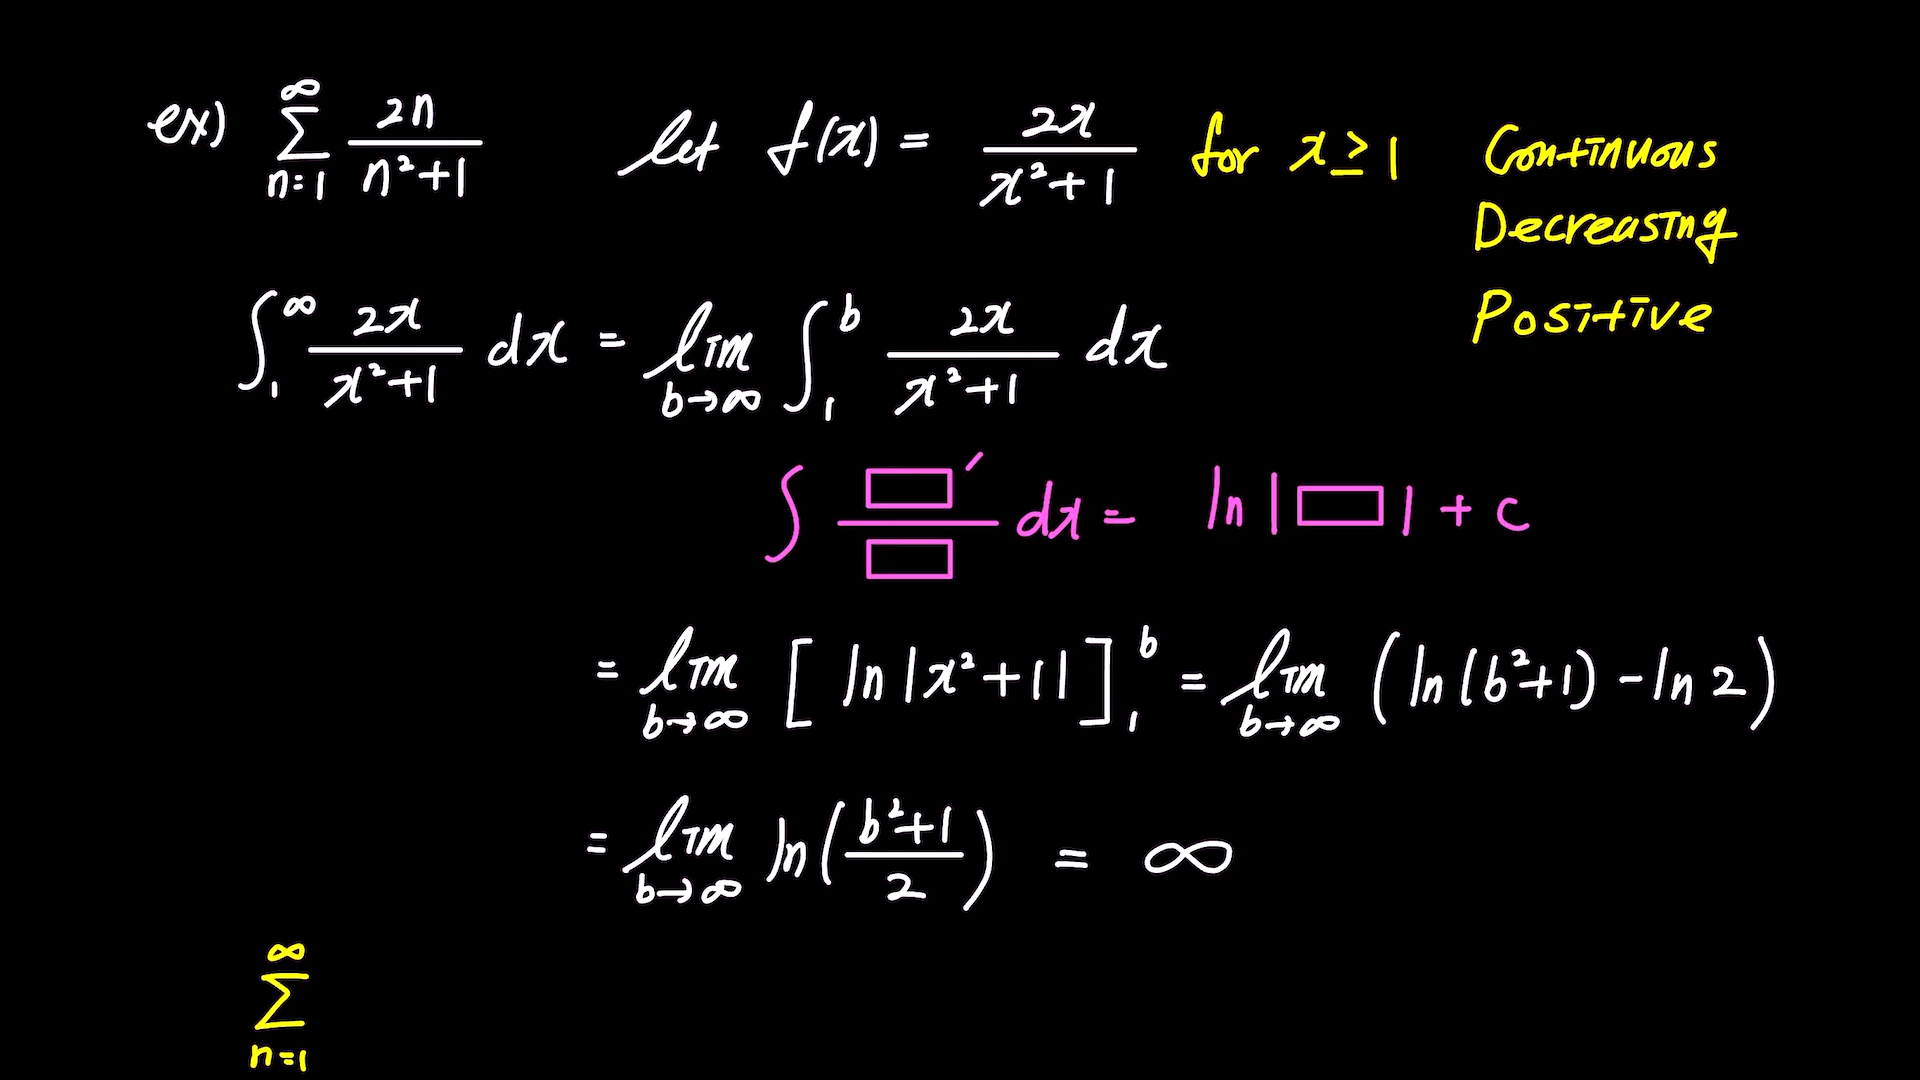 ex) ∑_{n=1}^{∞} 2n/(n²+1) let f(x) = 2x/(x²+1) for x ≥ 1 Continuous
Decreasing
Positive
∫_1^∞ 2x/(x²+1) dx = lim_{b→∞} ∫_1^b 2x/(x²+1) dx
∫ □′/□ dx = ln|□| + c
= lim_{b→∞} [ ln|x²+1| ]_1^b = lim_{b→∞} (ln(b²+1) - ln 2)
= lim_{b→∞} ln((b²+1)/2) = ∞
∑_{n=1}^{∞}